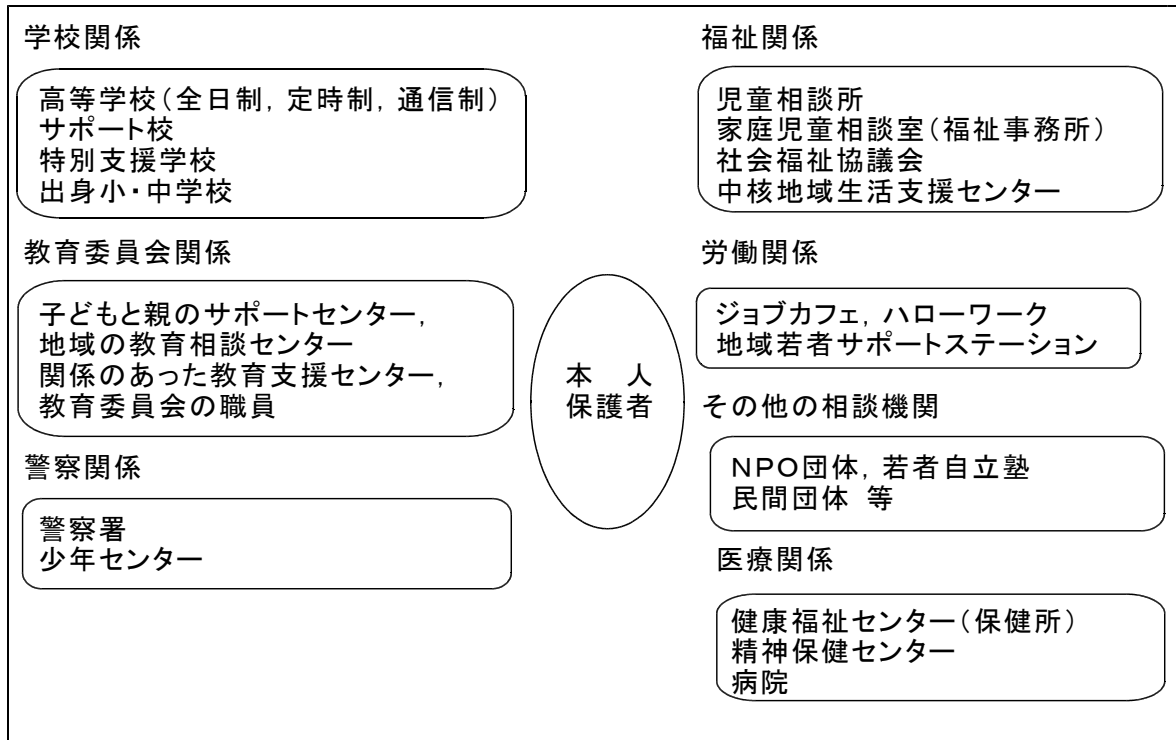 学校関係
高等学校(全日制,定時制,通信制)
サポート校
特別支援学校
出身小・中学校
教育委員会関係
子どもと親のサポートセンター,
地域の教育相談センター
関係のあった教育支援センター,
教育委員会の職員
警察関係
警察署
少年センター
本 人
保護者
福祉関係
児童相談所
家庭児童相談室(福祉事務所)
社会福祉協議会
中核地域生活支援センター
労働関係
ジョブカフェ,ハローワーク
地域若者サポートステーション
その他の相談機関
NPO団体,若者自立塾
民間団体 等
医療関係
健康福祉センター(保健所)
精神保健センター
病院